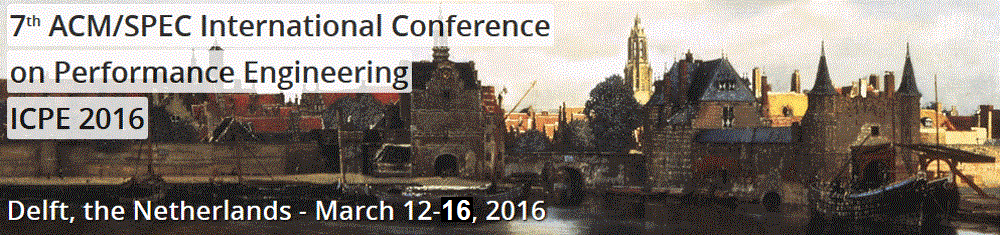 7th ACM/SPEC International Conference
on Performance Engineering
ICPE 2016
Delft, the Netherlands - March 12-16, 2016